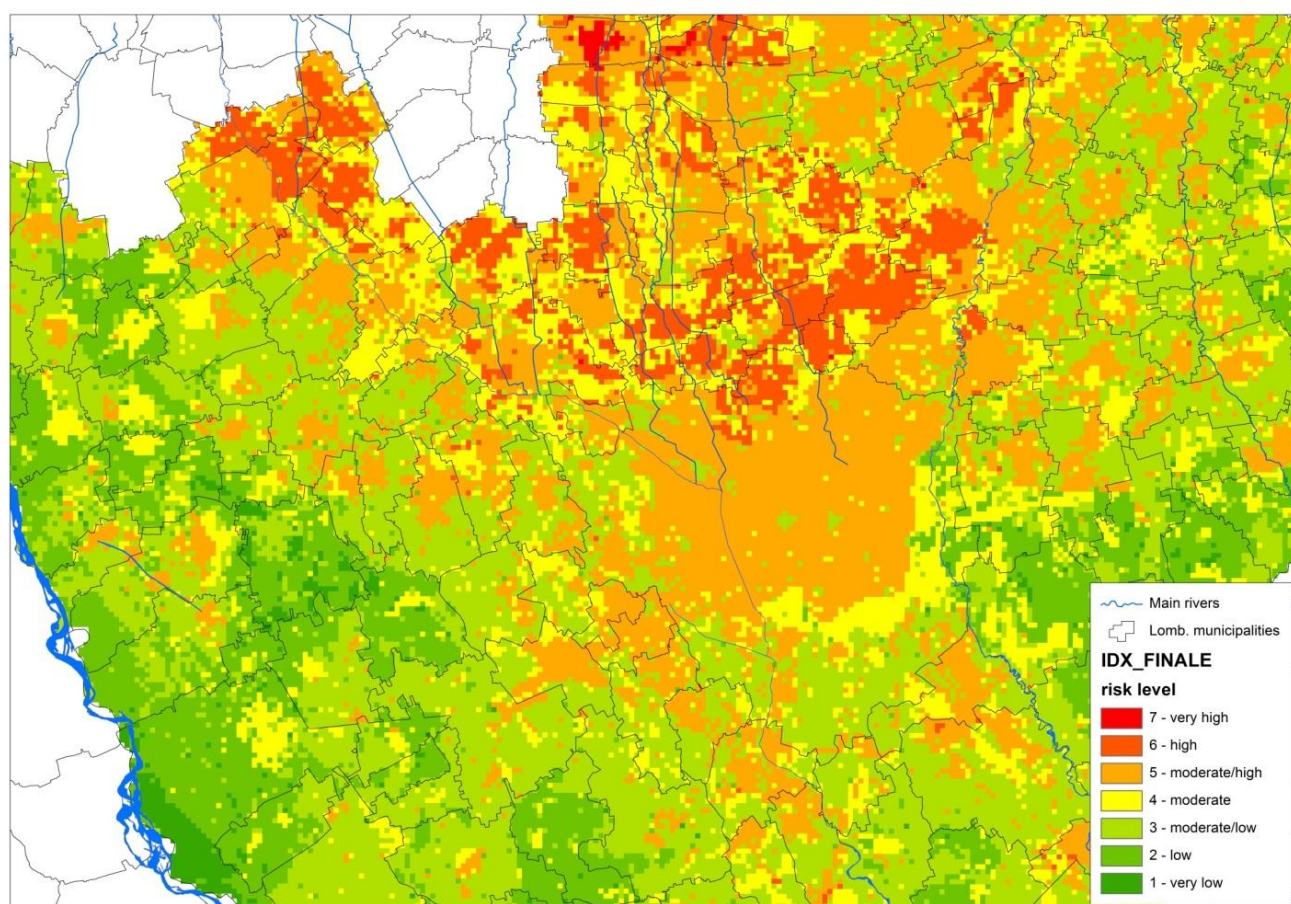 Main rivers
Lomb. municipalities
IDX_FINALE
risk level
7 - very high
6 - high
5 - moderate/high
4 - moderate
3 - moderate/low
2 - low
1 - very low